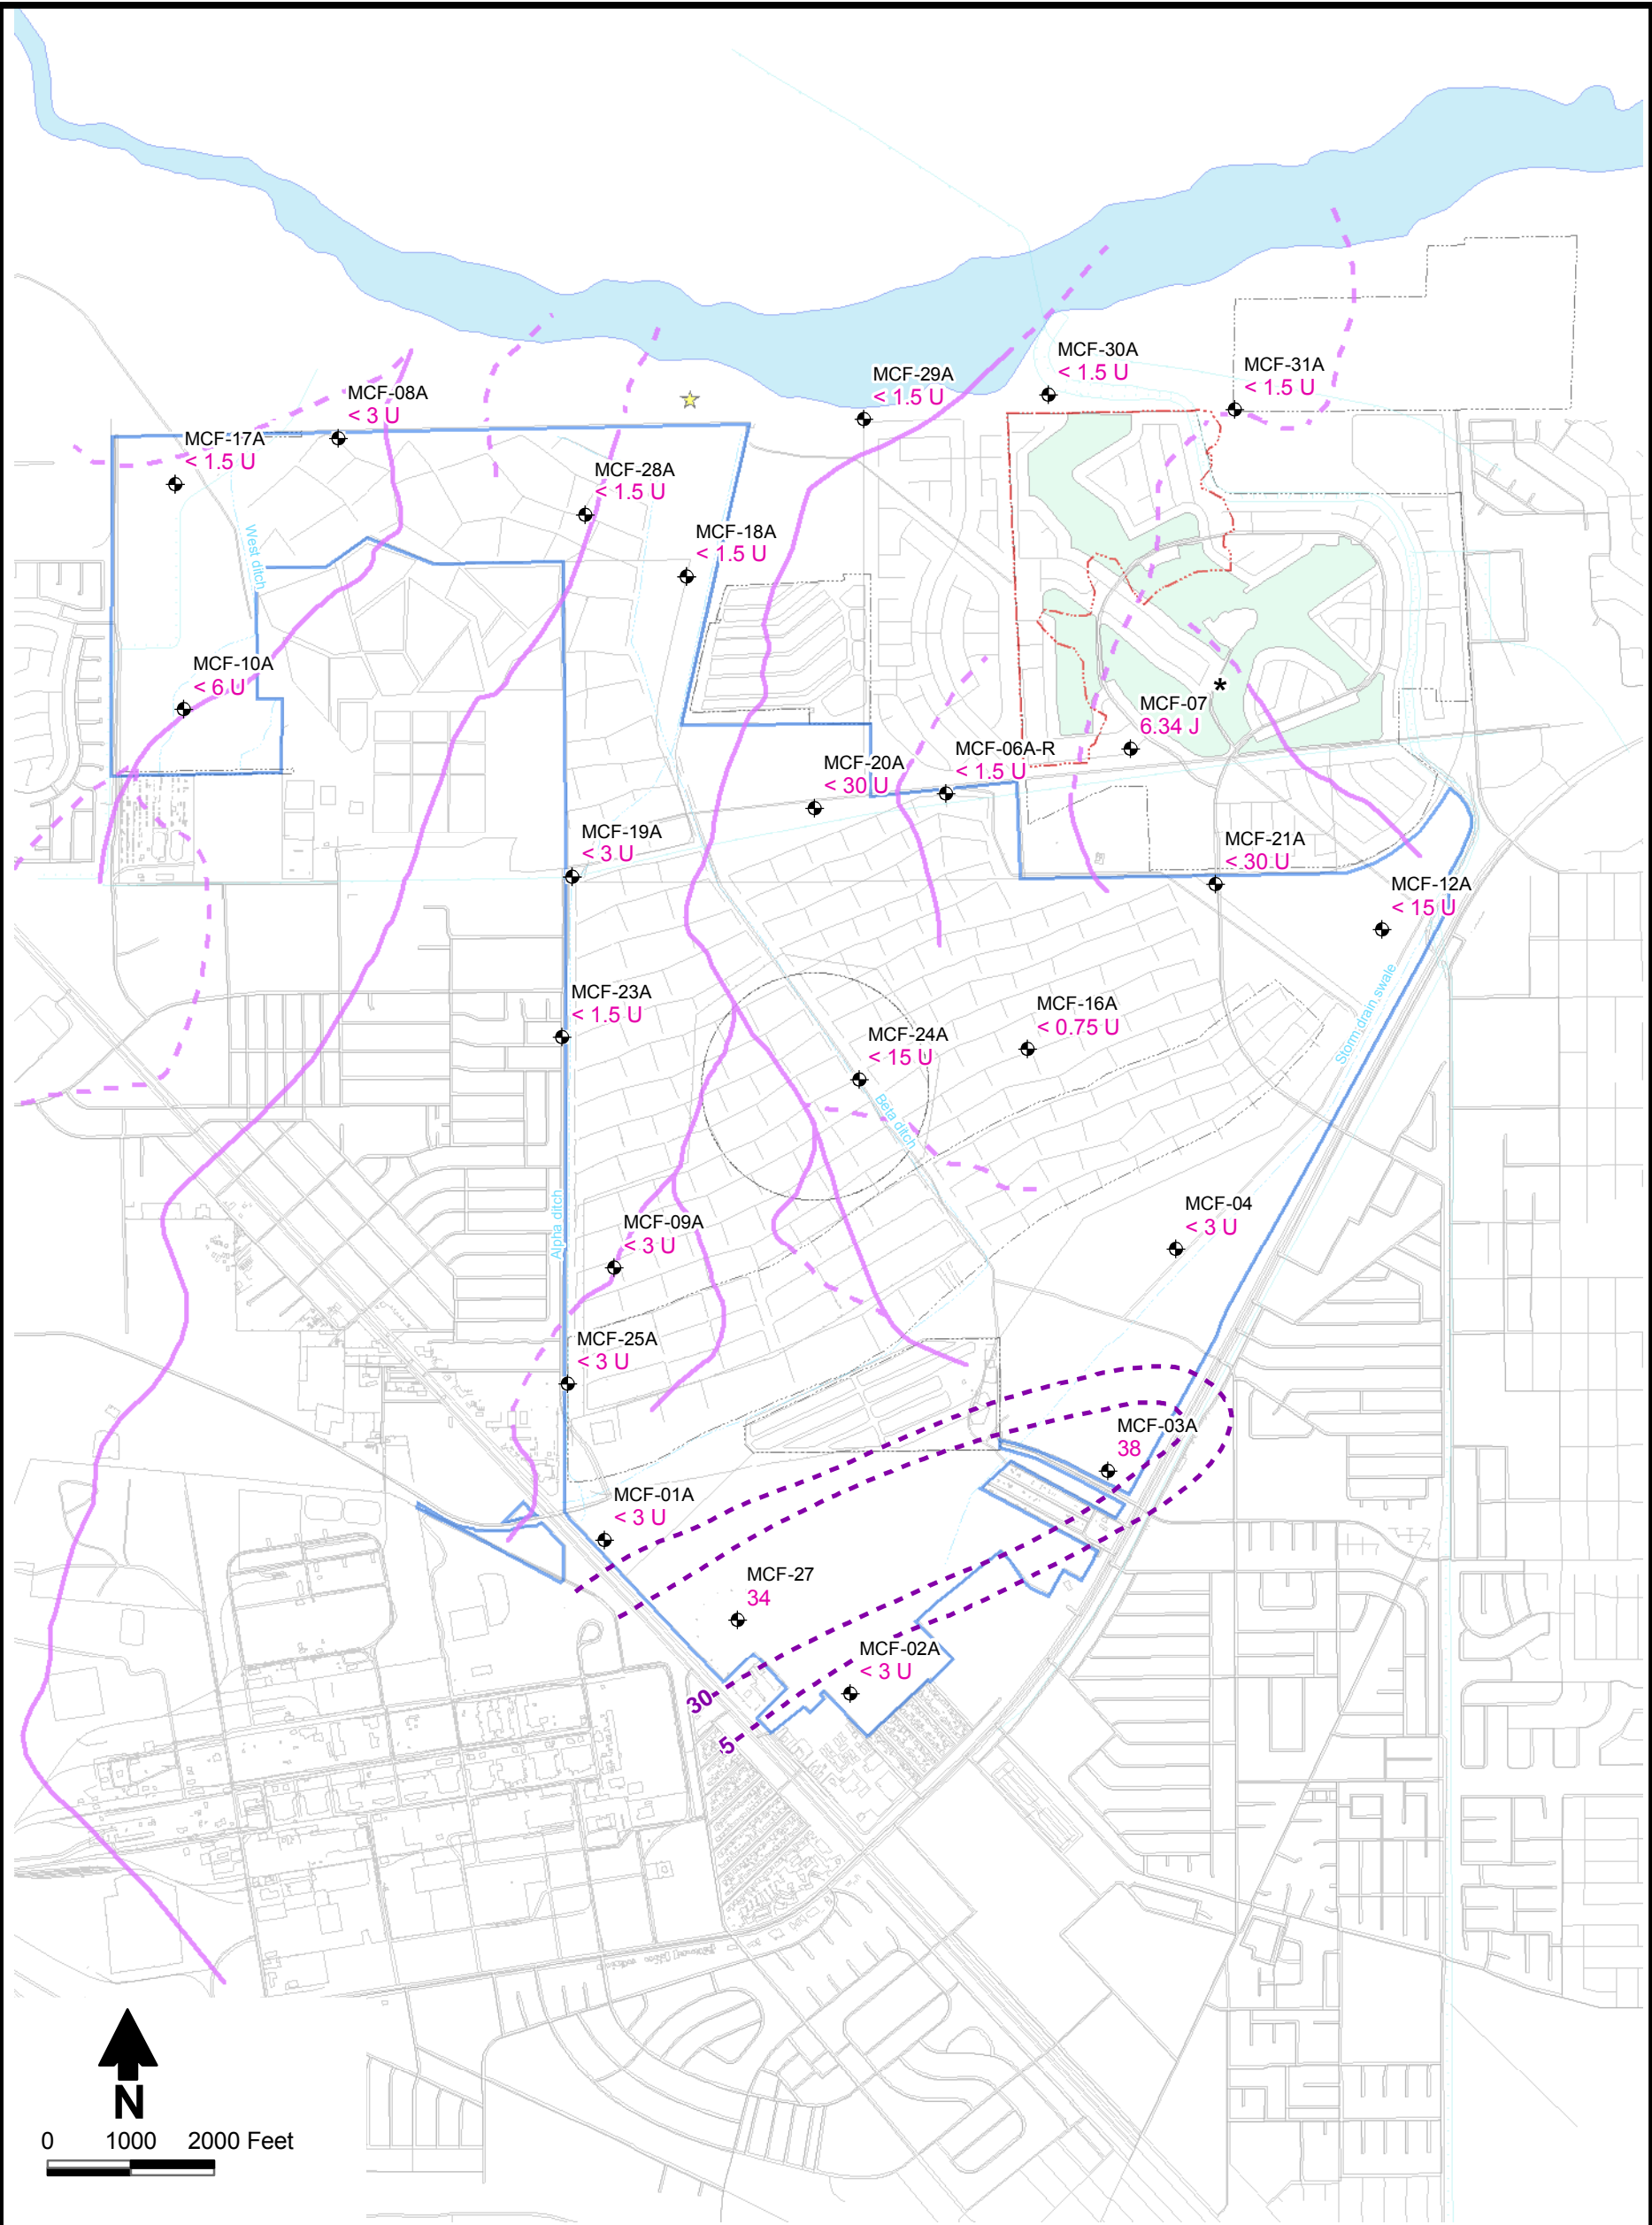 MCF-30A
< 1.5 U
MCF-31A
< 1.5 U
MCF-29A
< 1.5 U
MCF-08A
< 3 U
MCF-17A
< 1.5 U
MCF-28A
< 1.5 U
MCF-18A
< 1.5 U
West ditch
MCF-10A
< 6 U
*
MCF-07
6.34 J
MCF-06A-R
< 1.5 U
MCF-20A
< 30 U
MCF-19A
< 3 U
MCF-21A
< 30 U
MCF-12A
< 15 U
MCF-23A
< 1.5 U
MCF-16A
< 0.75 U
MCF-24A
< 15 U
Storm drain swale
Beta ditch
Alpha ditch
MCF-04
< 3 U
MCF-09A
< 3 U
MCF-25A
< 3 U
MCF-03A
38
MCF-01A
< 3 U
MCF-27
34
MCF-02A
< 3 U
30
5
N
0 1000 2000 Feet